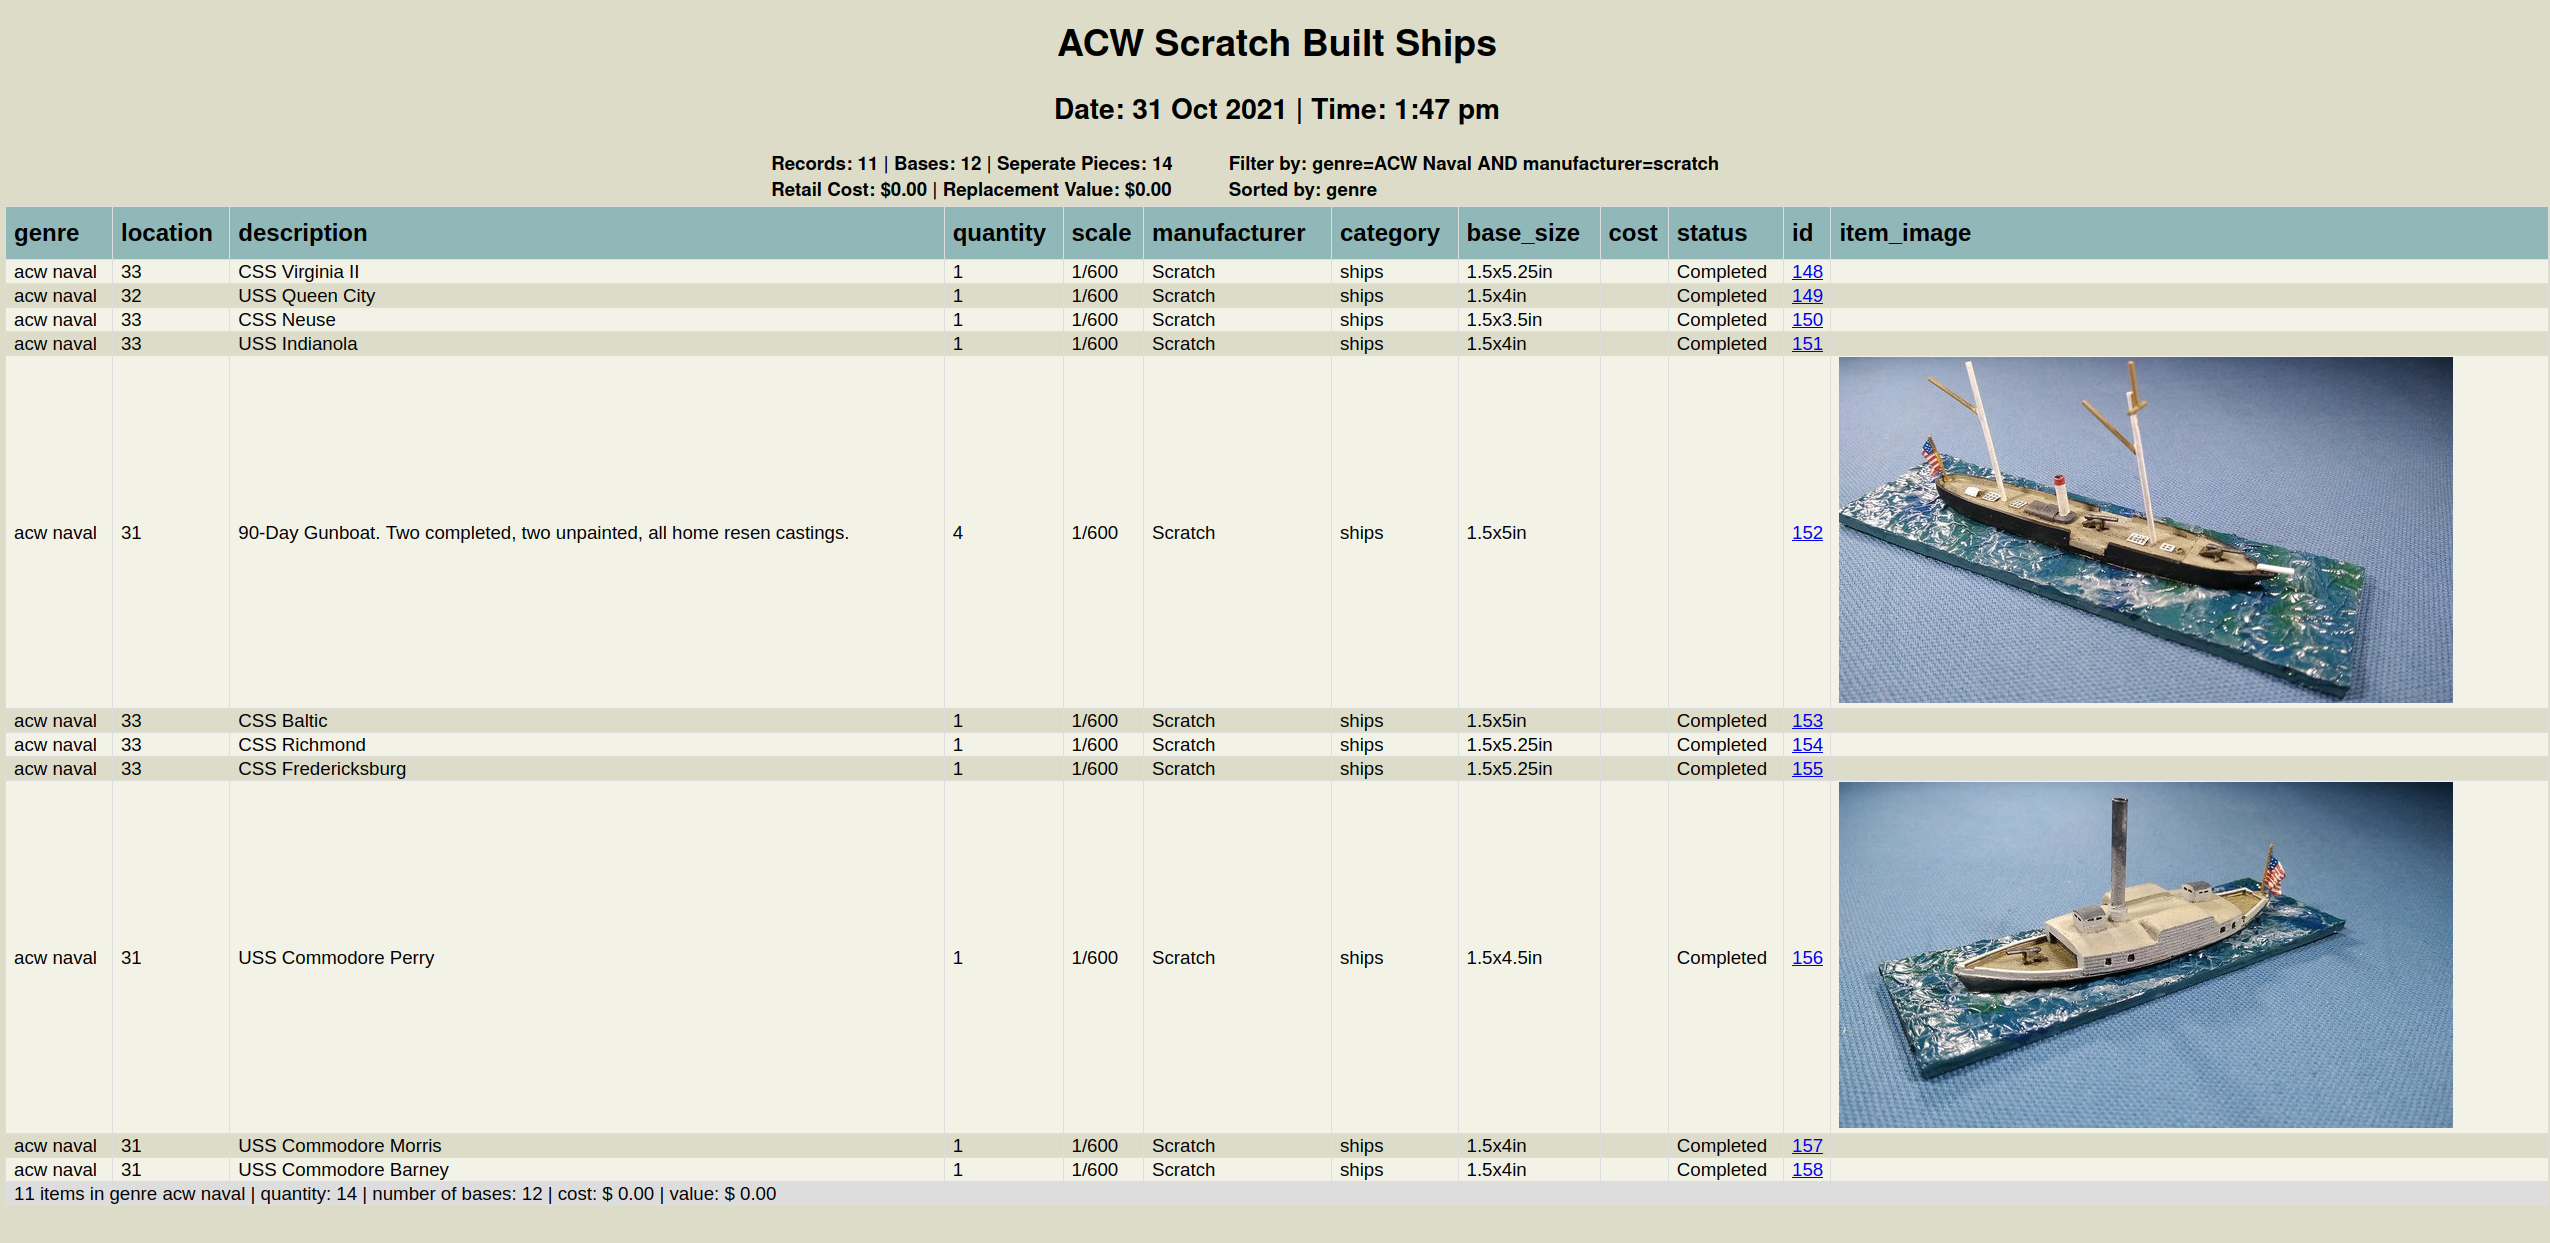 ACW Scratch Built Ships
Date: 31 Oct 2021 | Time: 1:47 pm
Records: 11 | Bases: 12 | Seperate Pieces: 14 Filter by: genre=ACW Naval AND manufacturer=scratch
Retail Cost: $0.00 | Replacement Value: $0.00 Sorted by: genre
genre location description quantity scale manufacturer category base_size cost status id item_image
acw naval 33 CSS Virginia II 1 1/600 Scratch ships 1.5x5.25in Completed 148
acw naval 32 USS Queen City 1 1/600 Scratch ships 1.5x4in Completed 149
acw naval 33 CSS Neuse 1 1/600 Scratch ships 1.5x3.5in Completed 150
acw naval 33 USS Indianola 1 1/600 Scratch ships 1.5x4in Completed 151
acw naval 31 90-Day Gunboat. Two completed, two unpainted, all home resen castings. 4 1/600 Scratch ships 1.5x5in 152
acw naval 33 CSS Baltic 1 1/600 Scratch ships 1.5x5in Completed 153
acw naval 33 CSS Richmond 1 1/600 Scratch ships 1.5x5.25in Completed 154
acw naval 33 CSS Fredericksburg 1 1/600 Scratch ships 1.5x5.25in Completed 155
acw naval 31 USS Commodore Perry 1 1/600 Scratch ships 1.5x4.5in Completed 156
acw naval 31 USS Commodore Morris 1 1/600 Scratch ships 1.5x4in Completed 157
acw naval 31 USS Commodore Barney 1 1/600 Scratch ships 1.5x4in Completed 158
11 items in genre acw naval | quantity: 14 | number of bases: 12 | cost: $ 0.00 | value: $ 0.00